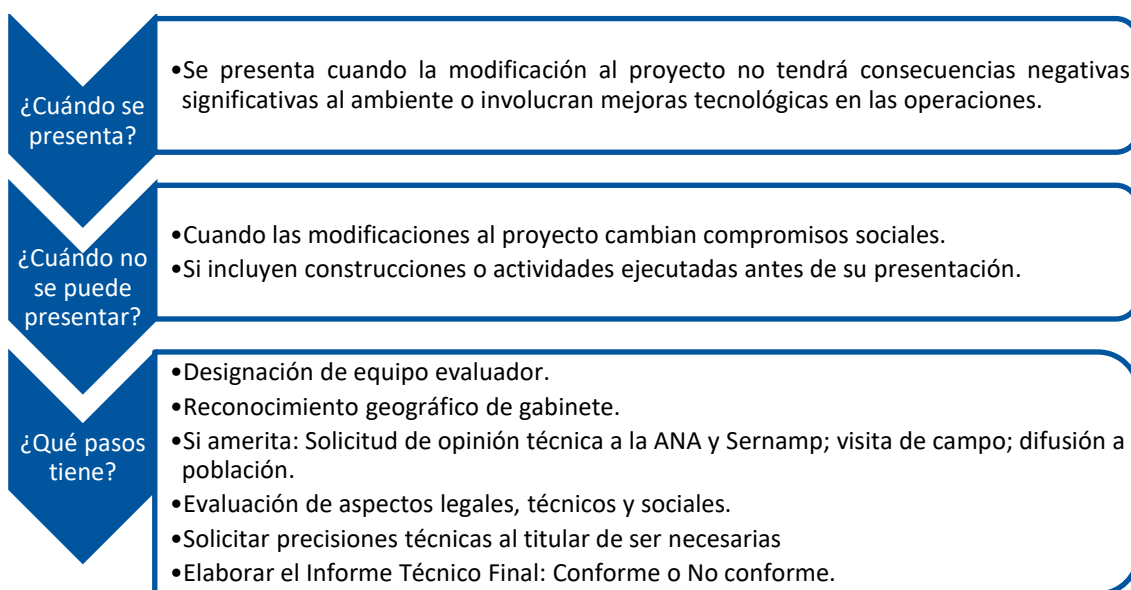 ¿Cuándo se
presenta?
•Se presenta cuando la modificación al proyecto no tendrá consecuencias negativas
significativas al ambiente o involucran mejoras tecnológicas en las operaciones.
¿Cuándo no
se puede
presentar?
•Cuando las modificaciones al proyecto cambian compromisos sociales.
•Si incluyen construcciones o actividades ejecutadas antes de su presentación.
¿Qué pasos
tiene?
•Designación de equipo evaluador.
•Reconocimiento geográfico de gabinete.
•Si amerita: Solicitud de opinión técnica a la ANA y Sernamp; visita de campo; difusión a
población.
•Evaluación de aspectos legales, técnicos y sociales.
•Solicitar precisiones técnicas al titular de ser necesarias
•Elaborar el Informe Técnico Final: Conforme o No conforme.